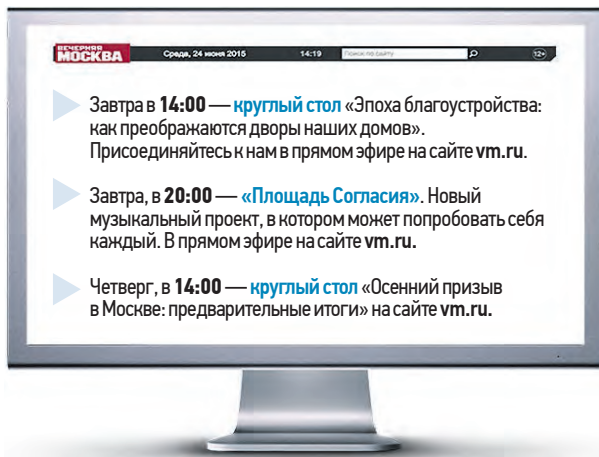 ВЕЧЕРНЯЯ
МОСКВА
Среда, 24 июня 2015 14:19 Поиск по сайту 12+
Завтра в 14:00 — круглый стол «Эпоха благоустройства:
как преображаются дворы наших домов».
Присоединяйтесь к нам в прямом эфире на сайте vm.ru.
Завтра, в 20:00 — «Площадь Согласия». Новый
музыкальный проект, в котором может попробовать себя
каждый. В прямом эфире на сайте vm.ru.
Четверг, в 14:00 — круглый стол «Осенний призыв
в Москве: предварительные итоги» на сайте vm.ru.